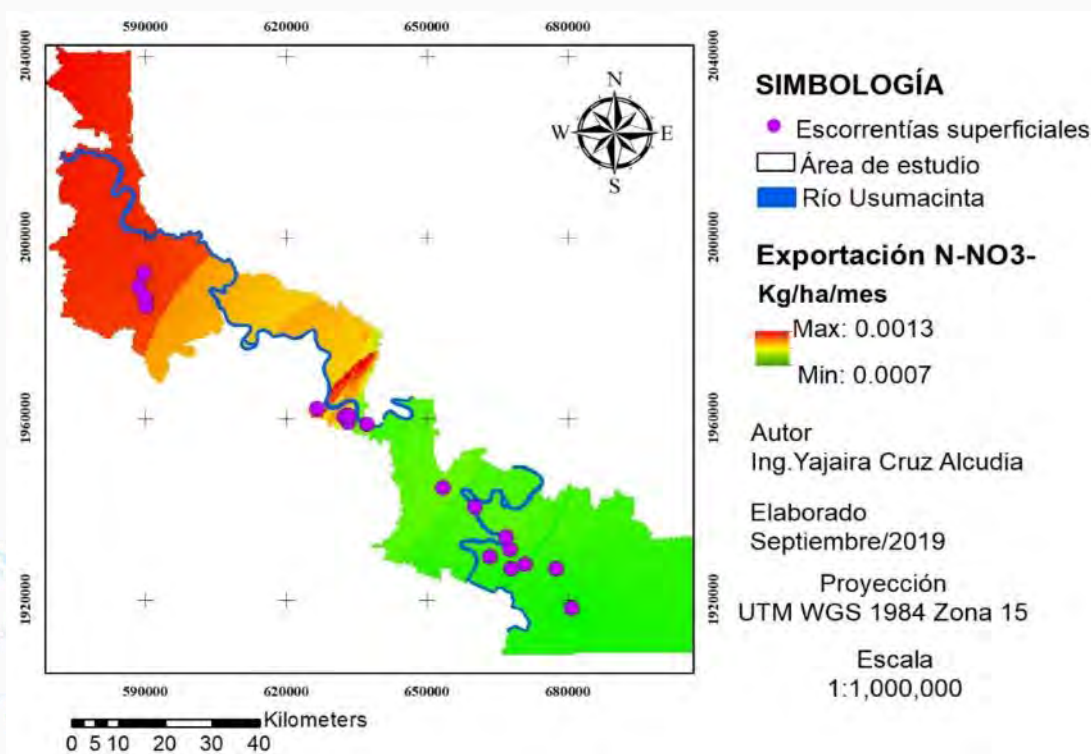 590000 620000 650000 680000
2040000 2040000
2000000 2000000
1960000 1960000
1920000 1920000
N
W E
S
590000 620000 650000 680000
Kilometers
0 5 10 20 30 40
SIMBOLOGÍA
Escorrentías superficiales
Área de estudio
Río Usumacinta
Exportación N-NO3-
Kg/ha/mes
Max: 0.0013
Min: 0.0007
Autor
Ing.Yajaira Cruz Alcudia
Elaborado
Septiembre/2019
Proyección
UTM WGS 1984 Zona 15
Escala
1:1,000,000